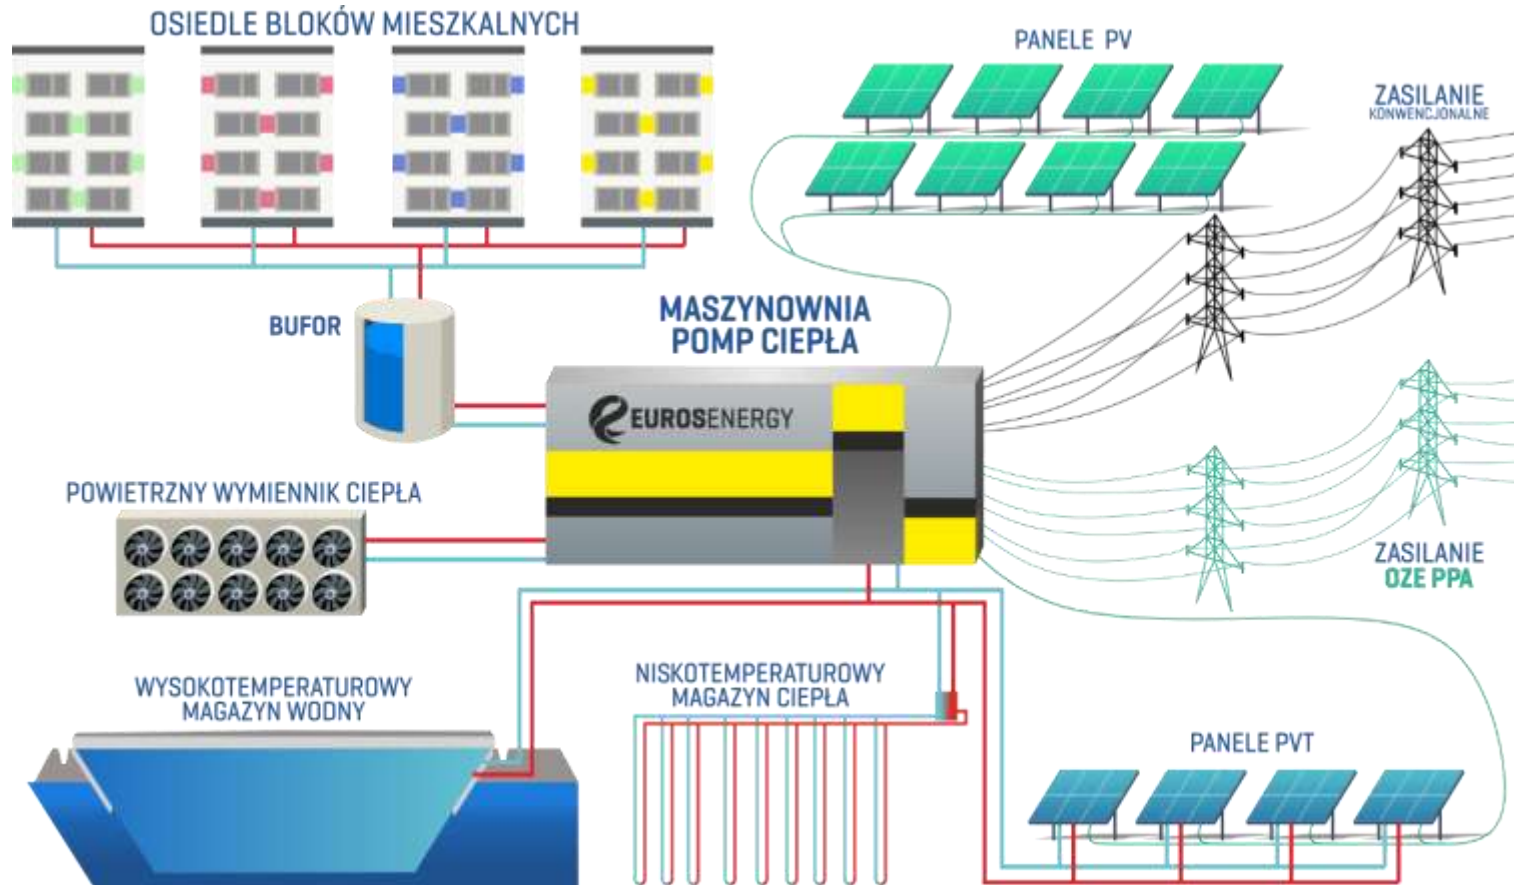 OSIEDLE BLOKÓW MIESZKALNYCH
PANELE PV
ZASILANIE
KONWENCJONALNE
BUFOR
MASZYNOWNIA
POMP CIEPŁA
EUROSENERGY
POWIETRZNY WYMIENNIK CIEPŁA
ZASILANIE
OZE PPA
WYSOKOTEMPERATUROWY
MAGAZYN WODNY
NISKOTEMPERATUROWY
MAGAZYN CIEPŁA
PANELE PVT